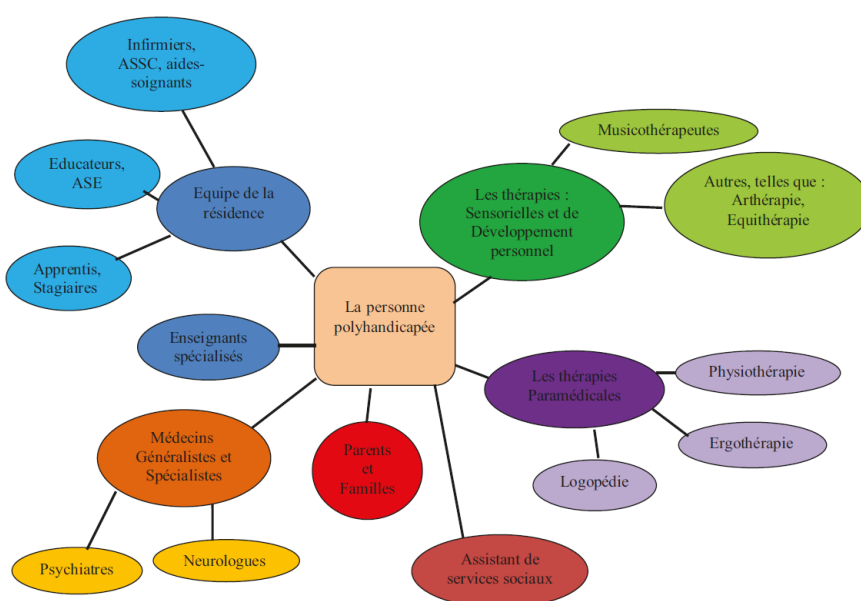 Infirmiers,
ASSC, aides-
soignants
Musicothérapeutes
Educateurs,
ASE
Equipe de la
résidence
Les thérapies :
Sensorielles et de
Développement
personnel
Autres, telles que :
Arthérapie,
Equithérapie
Apprentis,
Stagiaires
La personne
polyhandicapée
Enseignants
spécialisés
Les thérapies
Paramédicales
Physiothérapie
Médecins
Généralistes et
Spécialistes
Parents
et
Familles
Ergothérapie
Logopédie
Psychiatres
Neurologues
Assistant de
services sociaux